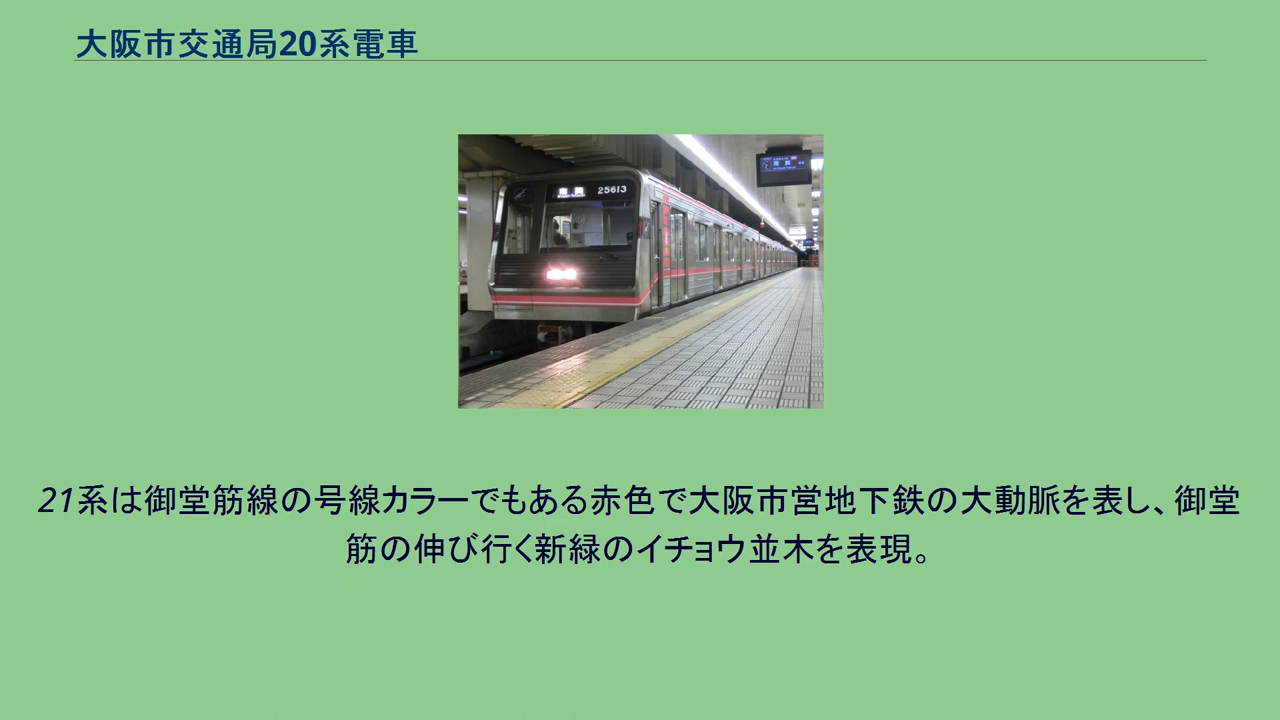 大阪市交通局20系電車
25613
21系は御堂筋線の号線カラーでもある赤色で大阪市営地下鉄の大動脈を表し、御堂
筋の伸び行く新緑のイチョウ並木を表現。